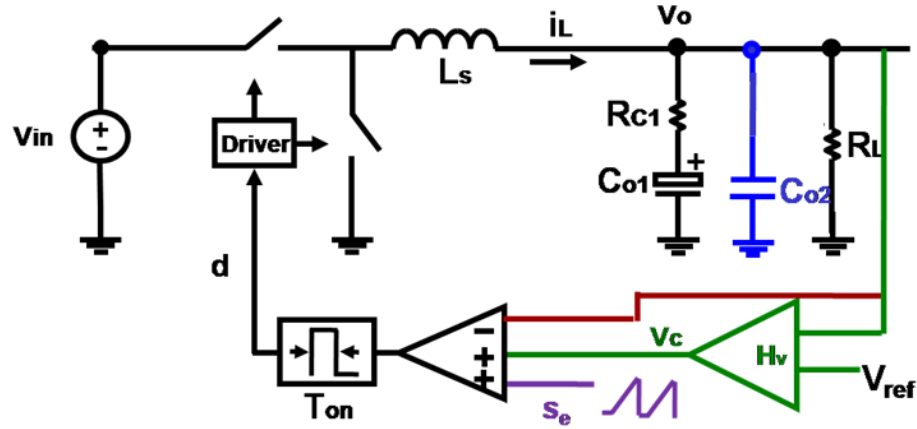 iL
Vo
Ls
Vin
+
-
Driver
RC1
+
Co1
Co2
RL
d
Ton
-
+
+
Vc
Hv
Vref
se